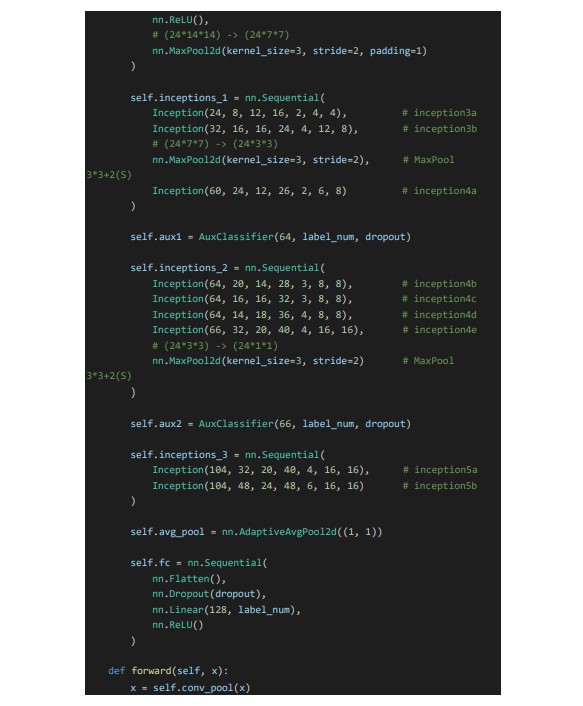 nn.ReLU(),
# (24*14*14) -> (24*7*7)
nn.MaxPool2d(kernel_size=3, stride=2, padding=1)
)
self.inceptions_1 = nn.Sequential(
Inception(24, 8, 12, 16, 2, 4, 4), # inception3a
Inception(32, 16, 16, 24, 4, 12, 8), # inception3b
# (24*7*7) -> (24*3*3)
nn.MaxPool2d(kernel_size=3, stride=2), # MaxPool
3*3+2(S)
Inception(60, 24, 12, 26, 2, 6, 8) # inception4a
)
self.aux1 = AuxClassifier(64, label_num, dropout)
self.inceptions_2 = nn.Sequential(
Inception(64, 20, 14, 28, 3, 8, 8), # inception4b
Inception(64, 16, 16, 32, 3, 8, 8), # inception4c
Inception(64, 14, 18, 36, 4, 8, 8), # inception4d
Inception(66, 32, 20, 40, 4, 16, 16), # inception4e
# (24*3*3) -> (24*1*1)
nn.MaxPool2d(kernel_size=3, stride=2) # MaxPool
3*3+2(S)
)
self.aux2 = AuxClassifier(66, label_num, dropout)
self.inceptions_3 = nn.Sequential(
Inception(104, 32, 20, 40, 4, 16, 16), # inception5a
Inception(104, 48, 24, 48, 6, 16, 16) # inception5b
)
self.avg_pool = nn.AdaptiveAvgPool2d((1, 1))
self.fc = nn.Sequential(
nn.Flatten(),
nn.Dropout(dropout),
nn.Linear(128, label_num),
nn.ReLU()
)
def forward(self, x):
x = self.conv_pool(x)